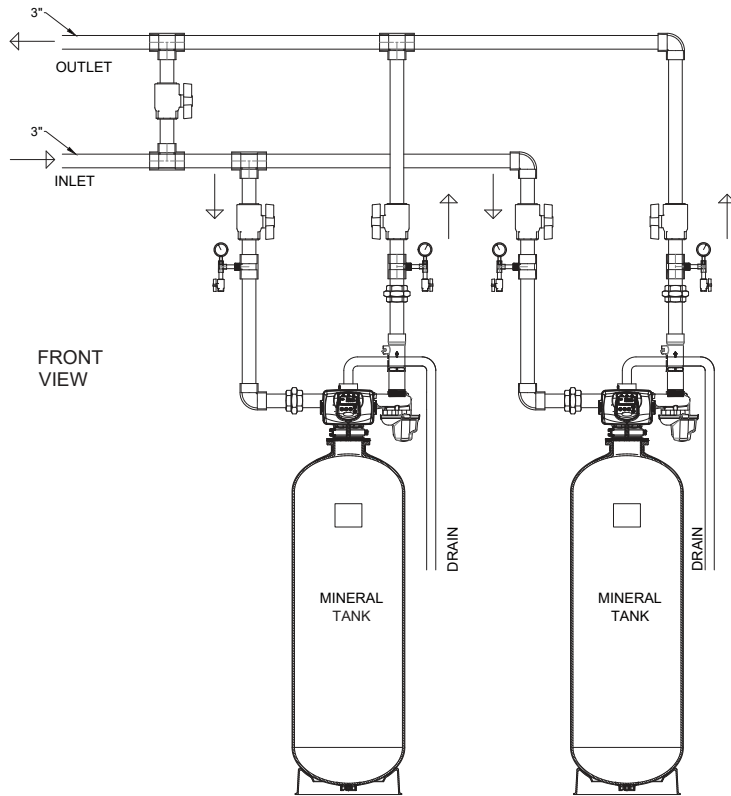 3"
OUTLET
3"
INLET
FRONT
VIEW
DRAIN
DRAIN
MINERAL
TANK
MINERAL
TANK